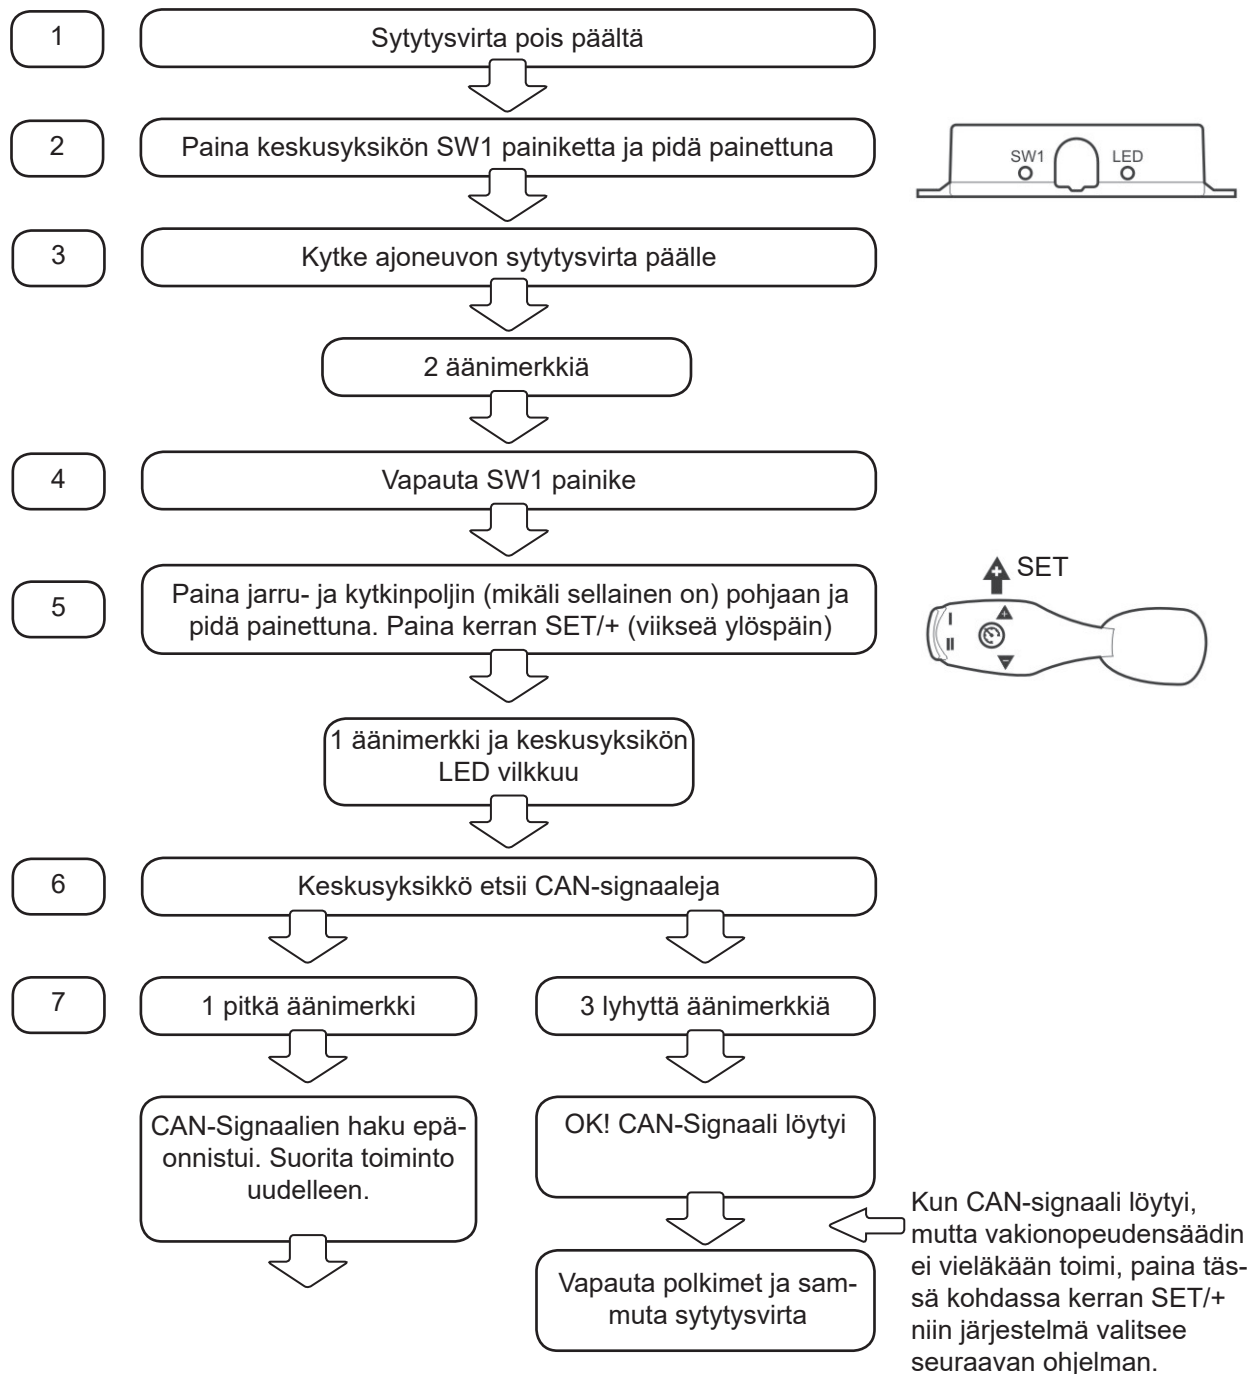 1
Sytytysvirta pois päältä
2
Paina keskusyksikön SW1 painiketta ja pidä painettuna
SW1
LED
3
Kytke ajoneuvon sytytysvirta päälle
2 äänimerkkiä
4
Vapauta SW1 painike
5
Paina jarru- ja kytkinpoljin (mikäli sellainen on) pohjaan ja
pidä painettuna. Paina kerran SET/+ (viikseä ylöspäin)
+ SET
I
II
+
-
1 äänimerkki ja keskusyksikön
LED vilkkuu
6
Keskusyksikkö etsii CAN-signaaleja
7
1 pitkä äänimerkki
3 lyhyttä äänimerkkiä
CAN-Signaalien haku epä-
onnistui. Suorita toiminto
uudelleen.
OK! CAN-Signaali löytyi
Vapauta polkimet ja sam-
muta sytytysvirta
Kun CAN-signaali löytyi,
mutta vakionopeudensäädin
ei vieläkään toimi, paina täs-
sä kohdassa kerran SET/+
niin järjestelmä valitsee
seuraavan ohjelman.